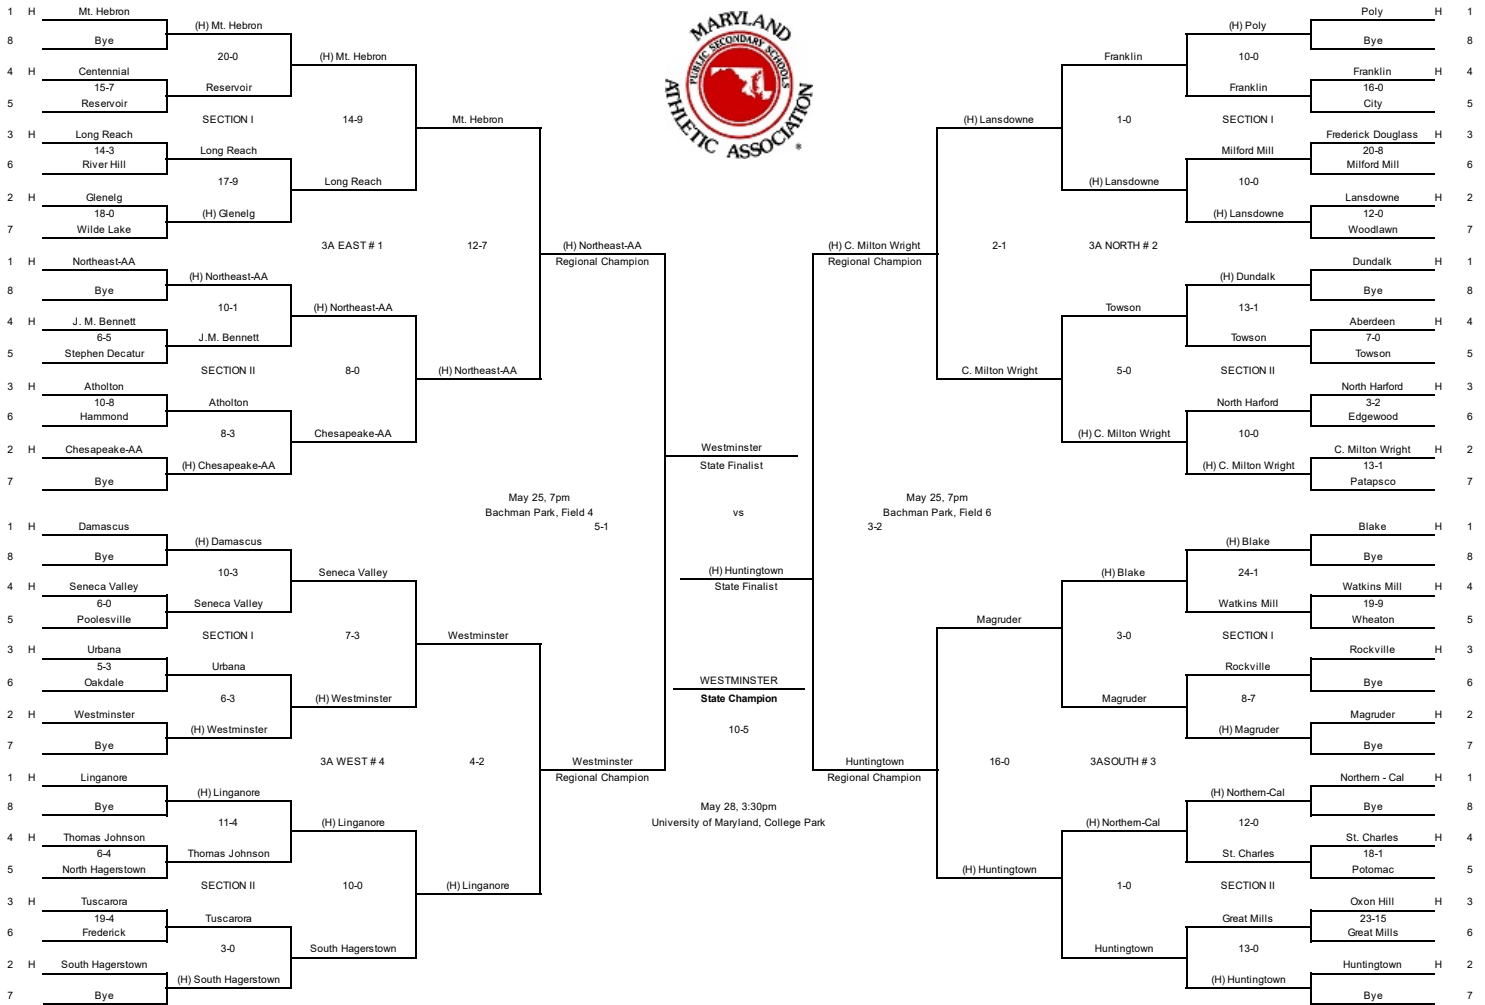 1 H Mt. Hebron
(H) Mt. Hebron
8 Bye
20-0
(H) Mt. Hebron
4 H Centennial
15-7
Reservoir
5 Reservoir
SECTION I
14-9
Mt. Hebron
3 H Long Reach
14-3
Long Reach
6 River Hill
17-9
Long Reach
2 H Glenelg
18-0
(H) Glenelg
7 Wilde Lake
3A EAST # 1
12-7
(H) Northeast-AA
Regional Champion
1 H Northeast-AA
(H) Northeast-AA
8 Bye
10-1
(H) Northeast-AA
4 H J. M. Bennett
6-5
J.M. Bennett
5 Stephen Decatur
SECTION II
8-0
(H) Northeast-AA
3 H Atholton
10-8
Atholton
6 Hammond
8-3
Chesapeake-AA
2 H Chesapeake-AA
(H) Chesapeake-AA
7 Bye
May 25, 7pm
Bachman Park, Field 4
5-1
1 H Damascus
(H) Damascus
8 Bye
10-3
Seneca Valley
4 H Seneca Valley
6-0
Seneca Valley
5 Poolesville
SECTION I
7-3
Westminster
3 H Urbana
5-3
Urbana
6 Oakdale
6-3
(H) Westminster
2 H Westminster
(H) Westminster
7 Bye
3A WEST # 4
4-2
Westminster
Regional Champion
1 H Linganore
(H) Linganore
8 Bye
11-4
(H) Linganore
4 H Thomas Johnson
6-4
Thomas Johnson
5 North Hagerstown
SECTION II
10-0
(H) Linganore
3 H Tuscarora
19-4
Tuscarora
6 Frederick
3-0
South Hagerstown
2 H South Hagerstown
(H) South Hagerstown
7 Bye
MARYLAND
PUBLIC SECONDARY SCHOOLS
ATHLETIC ASSOCIATION
®
Westminster
State Finalist
vs
(H) Huntingtown
State Finalist
WESTMINSTER
State Champion
10-5
May 28, 3:30pm
University of Maryland, College Park
Poly H 1
(H) Poly
Bye 8
10-0
Franklin
Franklin H 4
16-0
Franklin
City 5
SECTION I
1-0
(H) Lansdowne
Frederick Douglass H 3
20-8
Milford Mill
Milford Mill 6
10-0
(H) Lansdowne
Lansdowne H 2
12-0
(H) Lansdowne
Woodlawn 7
3A NORTH # 2
2-1
(H) C. Milton Wright
Regional Champion
Dundalk H 1
(H) Dundalk
Bye 8
13-1
Towson
Aberdeen H 4
7-0
Towson
Towson 5
SECTION II
5-0
C. Milton Wright
North Harford H 3
3-2
North Harford
Edgewood 6
10-0
(H) C. Milton Wright
C. Milton Wright H 2
13-1
(H) C. Milton Wright
Patapsco 7
May 25, 7pm
Bachman Park, Field 6
3-2
Blake H 1
(H) Blake
Bye 8
24-1
(H) Blake
Watkins Mill H 4
19-9
Watkins Mill
Wheaton 5
SECTION I
3-0
Magruder
Rockville H 3
Rockville
Bye 6
8-7
Magruder
Magruder H 2
(H) Magruder
Bye 7
3ASOUTH # 3
16-0
Huntingtown
Regional Champion
Northern - Cal H 1
(H) Northern-Cal
Bye 8
12-0
(H) Northern-Cal
St. Charles H 4
18-1
St. Charles
Potomac 5
SECTION II
1-0
(H) Huntingtown
Oxon Hill H 3
23-15
Great Mills
Great Mills 6
13-0
Huntingtown
Huntingtown H 2
(H) Huntingtown
Bye 7